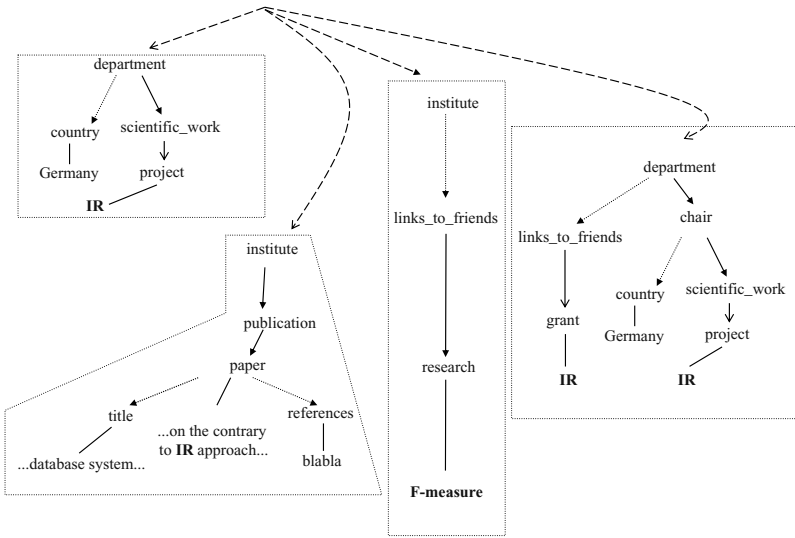 department
country
scientific_work
Germany
project
IR
institute
publication
paper
title
references
...on the contrary
to IR approach...
...database system...
blabla
institute
links_to_friends
research
F-measure
department
chair
links_to_friends
country
scientific_work
grant
Germany
project
IR
IR